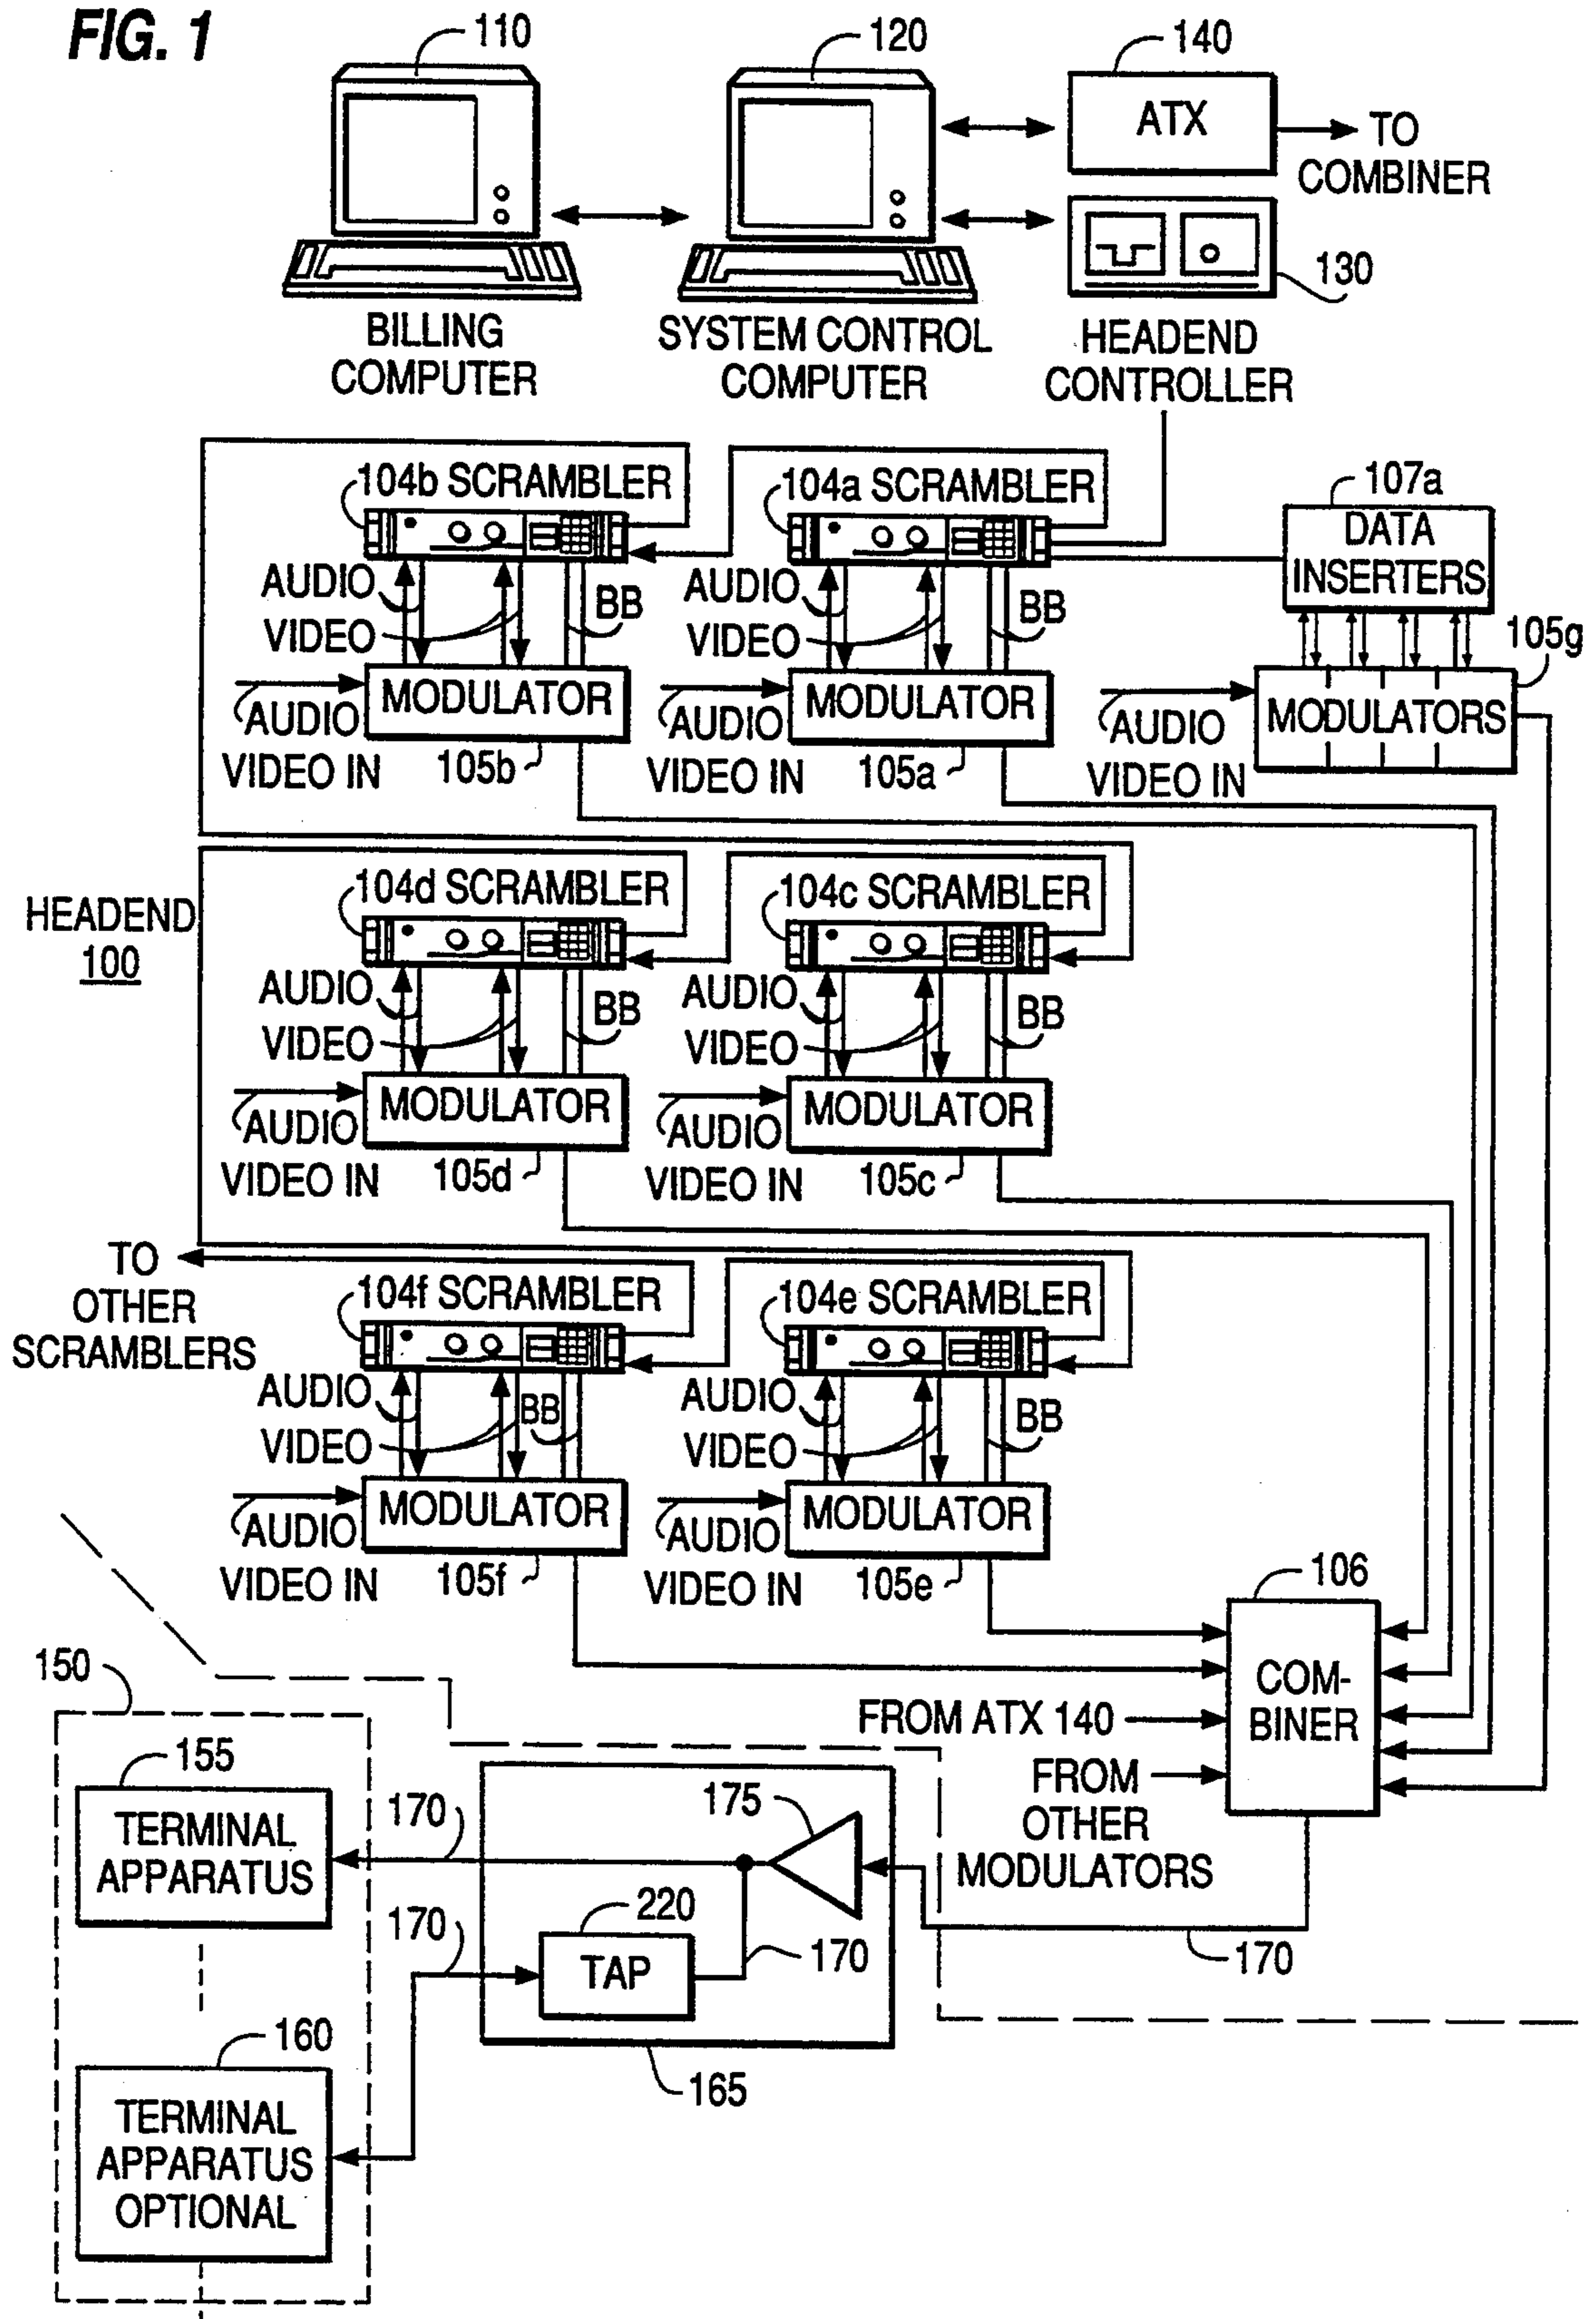 FIG. 1
110
120
140
ATX
TO
COMBINER
130
BILLING
COMPUTER
SYSTEM CONTROL
COMPUTER
HEADEND
CONTROLLER
104b SCRAMBLER
104a SCRAMBLER
107a
DATA
INSERTERS
AUDIO
VIDEO
BB
AUDIO
VIDEO
BB
105g
MODULATOR
MODULATOR
MODULATORS
AUDIO
VIDEO IN
105b
AUDIO
VIDEO IN
105a
AUDIO
VIDEO IN
HEADEND
100
104d SCRAMBLER
104c SCRAMBLER
AUDIO
VIDEO
BB
AUDIO
VIDEO
BB
MODULATOR
MODULATOR
AUDIO
VIDEO IN
105d
AUDIO
VIDEO IN
105c
TO
OTHER
SCRAMBLERS
104f SCRAMBLER
104e SCRAMBLER
AUDIO
VIDEO
BB
AUDIO
VIDEO
BB
MODULATOR
MODULATOR
AUDIO
VIDEO IN
105f
AUDIO
VIDEO IN
105e
106
COM-
BINER
FROM ATX 140
FROM
OTHER
MODULATORS
150
155
TERMINAL
APPARATUS
170
175
170
220
TAP
170
170
160
TERMINAL
APPARATUS
OPTIONAL
165